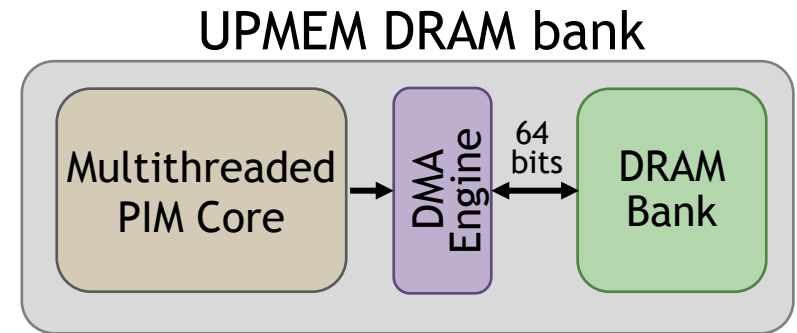 UPMEM DRAM bank
Multithreaded
PIM Core
DMA
Engine
64
bits
DRAM
Bank